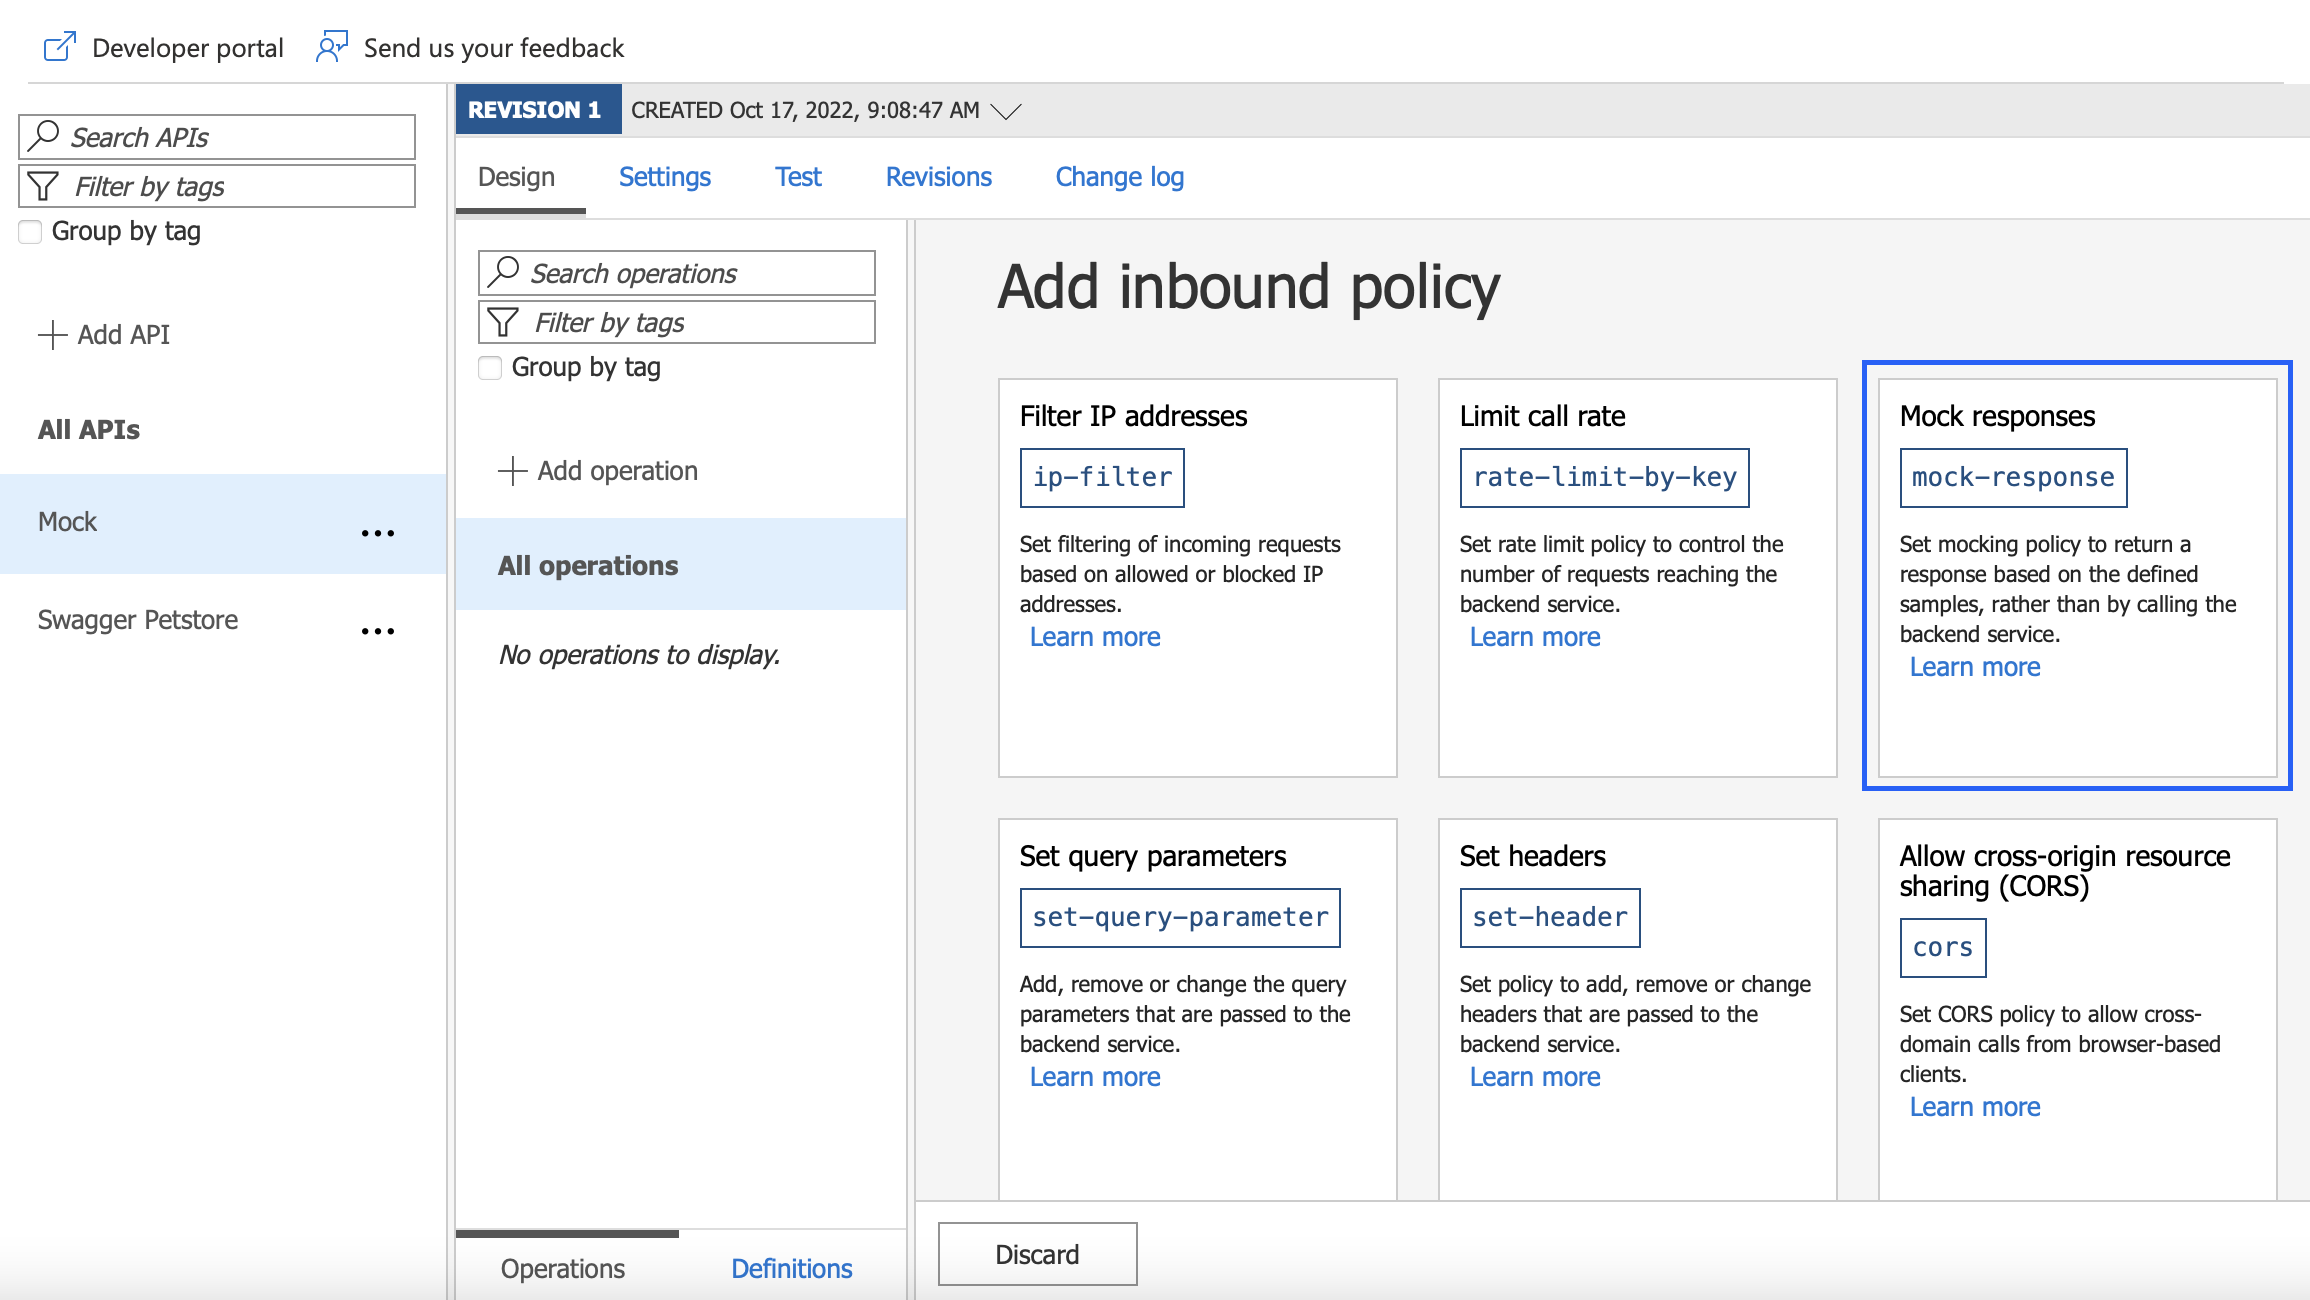 Developer portal
Send us your feedback
Search APIs
Filter by tags
Group by tag
Add API
All APIs
Mock
...
Swagger Petstore
...
REVISION 1
CREATED Oct 17, 2022, 9:08:47 AM
Design
Settings
Test
Revisions
Change log
Search operations
Filter by tags
Group by tag
Add operation
All operations
No operations to display.
Operations
Definitions
Add inbound policy
Filter IP addresses
ip-filter
Set filtering of incoming requests
based on allowed or blocked IP
addresses.
Learn more
Limit call rate
rate-limit-by-key
Set rate limit policy to control the
number of requests reaching the
backend service.
Learn more
Mock responses
mock-response
Set mocking policy to return a
response based on the defined
samples, rather than by calling the
backend service.
Learn more
Set query parameters
set-query-parameter
Add, remove or change the query
parameters that are passed to the
backend service.
Learn more
Set headers
set-header
Set policy to add, remove or change
headers that are passed to the
backend service.
Learn more
Allow cross-origin resource
sharing (CORS)
cors
Set CORS policy to allow cross-
domain calls from browser-based
clients.
Learn more
Discard